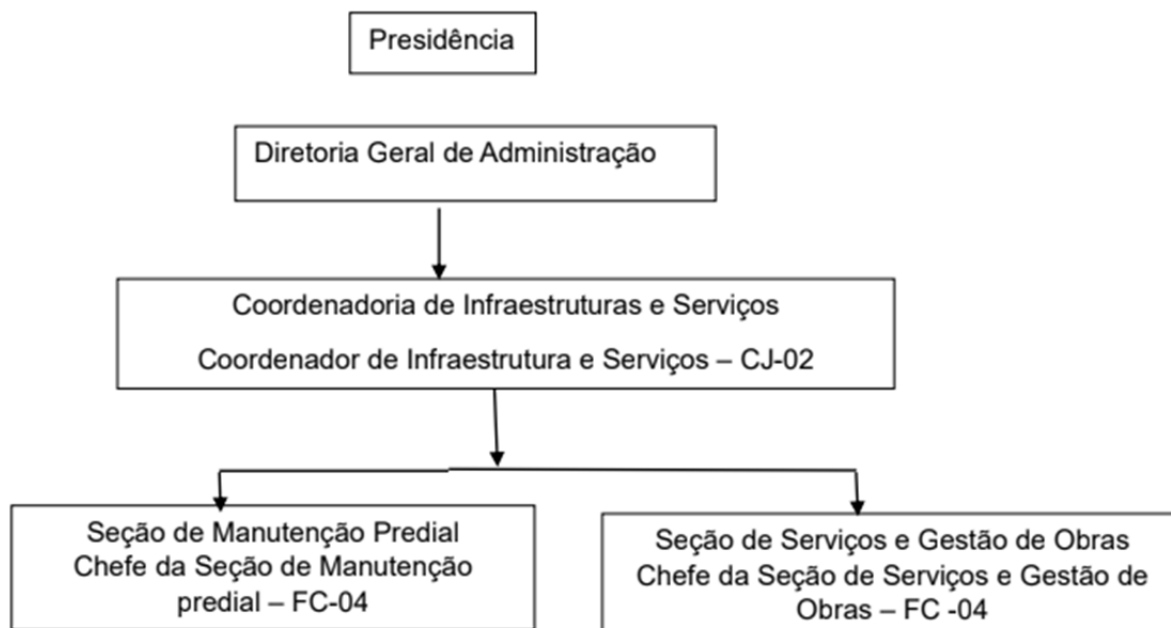 Presidência
Diretoria Geral de Administração
Coordenadoria de Infraestruturas e Serviços
Coordenador de Infraestrutura e Serviços – CJ-02
Seção de Manutenção Predial
Chefe da Seção de Manutenção
predial – FC-04
Seção de Serviços e Gestão de Obras
Chefe da Seção de Serviços e Gestão de
Obras – FC -04